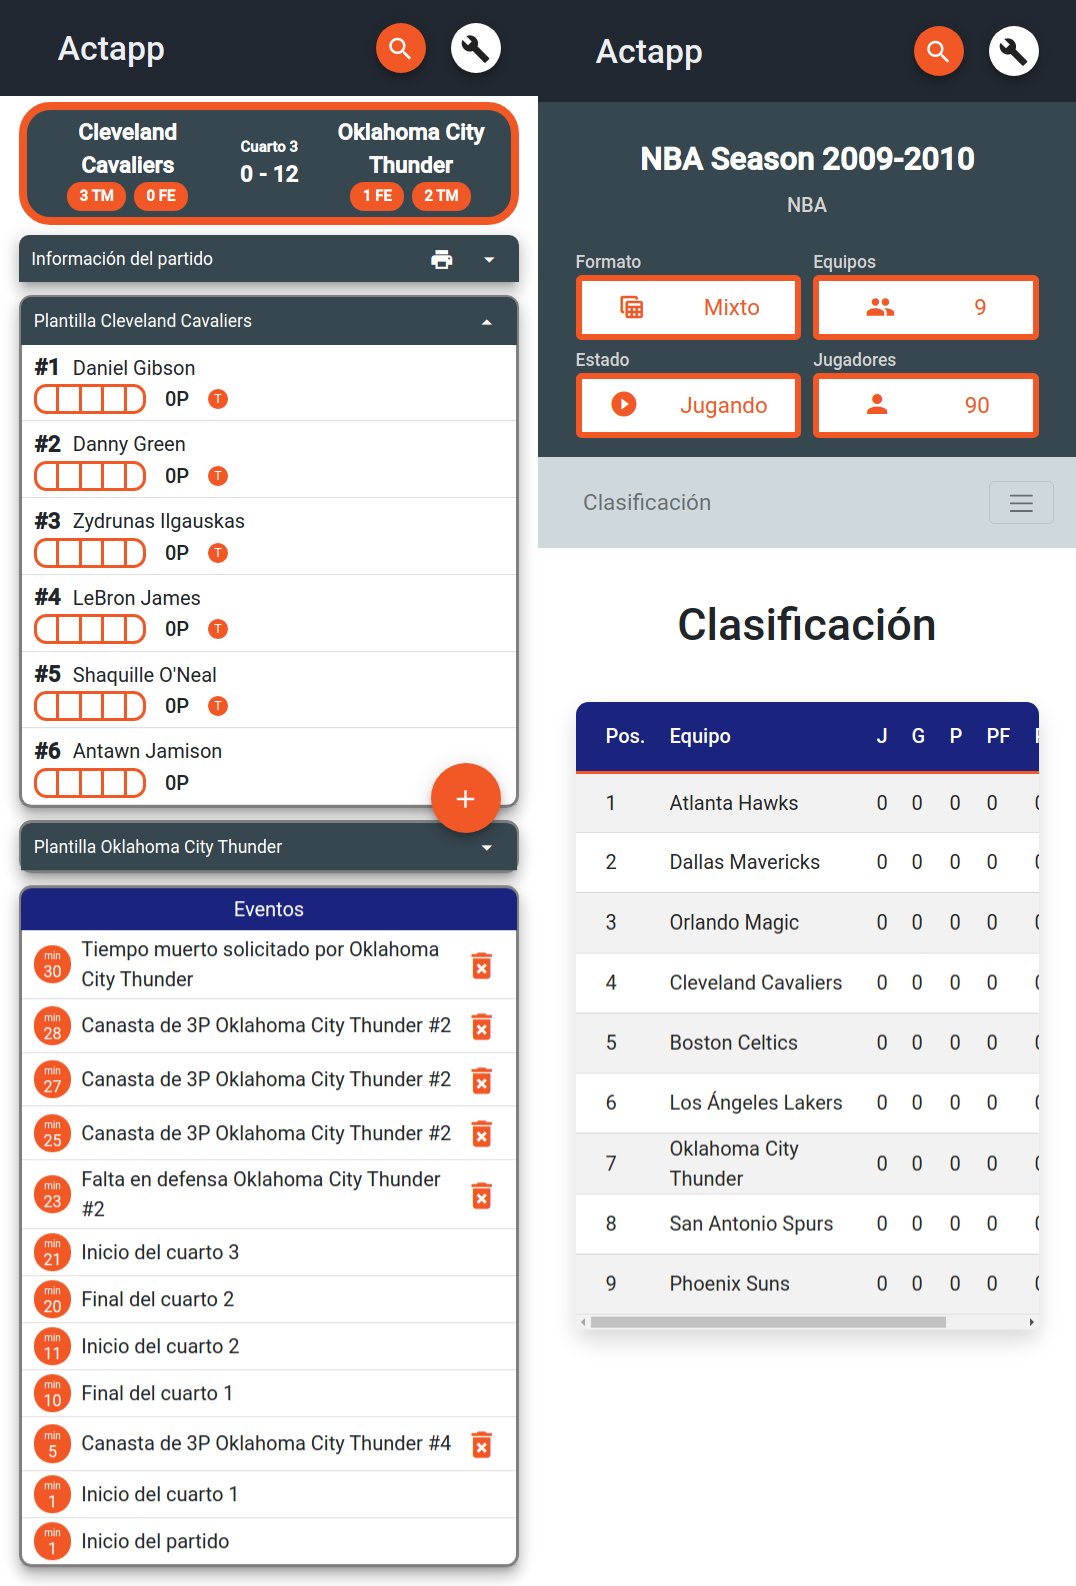 Actapp
Cleveland
Cavaliers
3 TM 0 FE
Cuarto 3
0 - 12
Oklahoma City
Thunder
1 FE 2 TM
Información del partido
Plantilla Cleveland Cavaliers
#1 Daniel Gibson
0P T
#2 Danny Green
0P T
#3 Zydrunas Ilgauskas
0P T
#4 LeBron James
0P T
#5 Shaquille O'Neal
0P T
#6 Antawn Jamison
0P
+
Plantilla Oklahoma City Thunder
Eventos
min
30
Tiempo muerto solicitado por Oklahoma
City Thunder
min
28
Canasta de 3P Oklahoma City Thunder #2
min
27
Canasta de 3P Oklahoma City Thunder #2
min
25
Canasta de 3P Oklahoma City Thunder #2
min
23
Falta en defensa Oklahoma City Thunder
#2
min
21
Inicio del cuarto 3
min
20
Final del cuarto 2
min
11
Inicio del cuarto 2
min
10
Final del cuarto 1
min
5
Canasta de 3P Oklahoma City Thunder #4
min
1
Inicio del cuarto 1
min
1
Inicio del partido
Actapp
NBA Season 2009-2010
NBA
Formato Equipos
Mixto 9
Estado Jugadores
Jugando 90
Clasificación
Clasificación
Pos. Equipo J G P PF
1 Atlanta Hawks 0 0 0 0
2 Dallas Mavericks 0 0 0 0
3 Orlando Magic 0 0 0 0
4 Cleveland Cavaliers 0 0 0 0
5 Boston Celtics 0 0 0 0
6 Los Ángeles Lakers 0 0 0 0
7 Oklahoma City
Thunder 0 0 0 0
8 San Antonio Spurs 0 0 0 0
9 Phoenix Suns 0 0 0 0